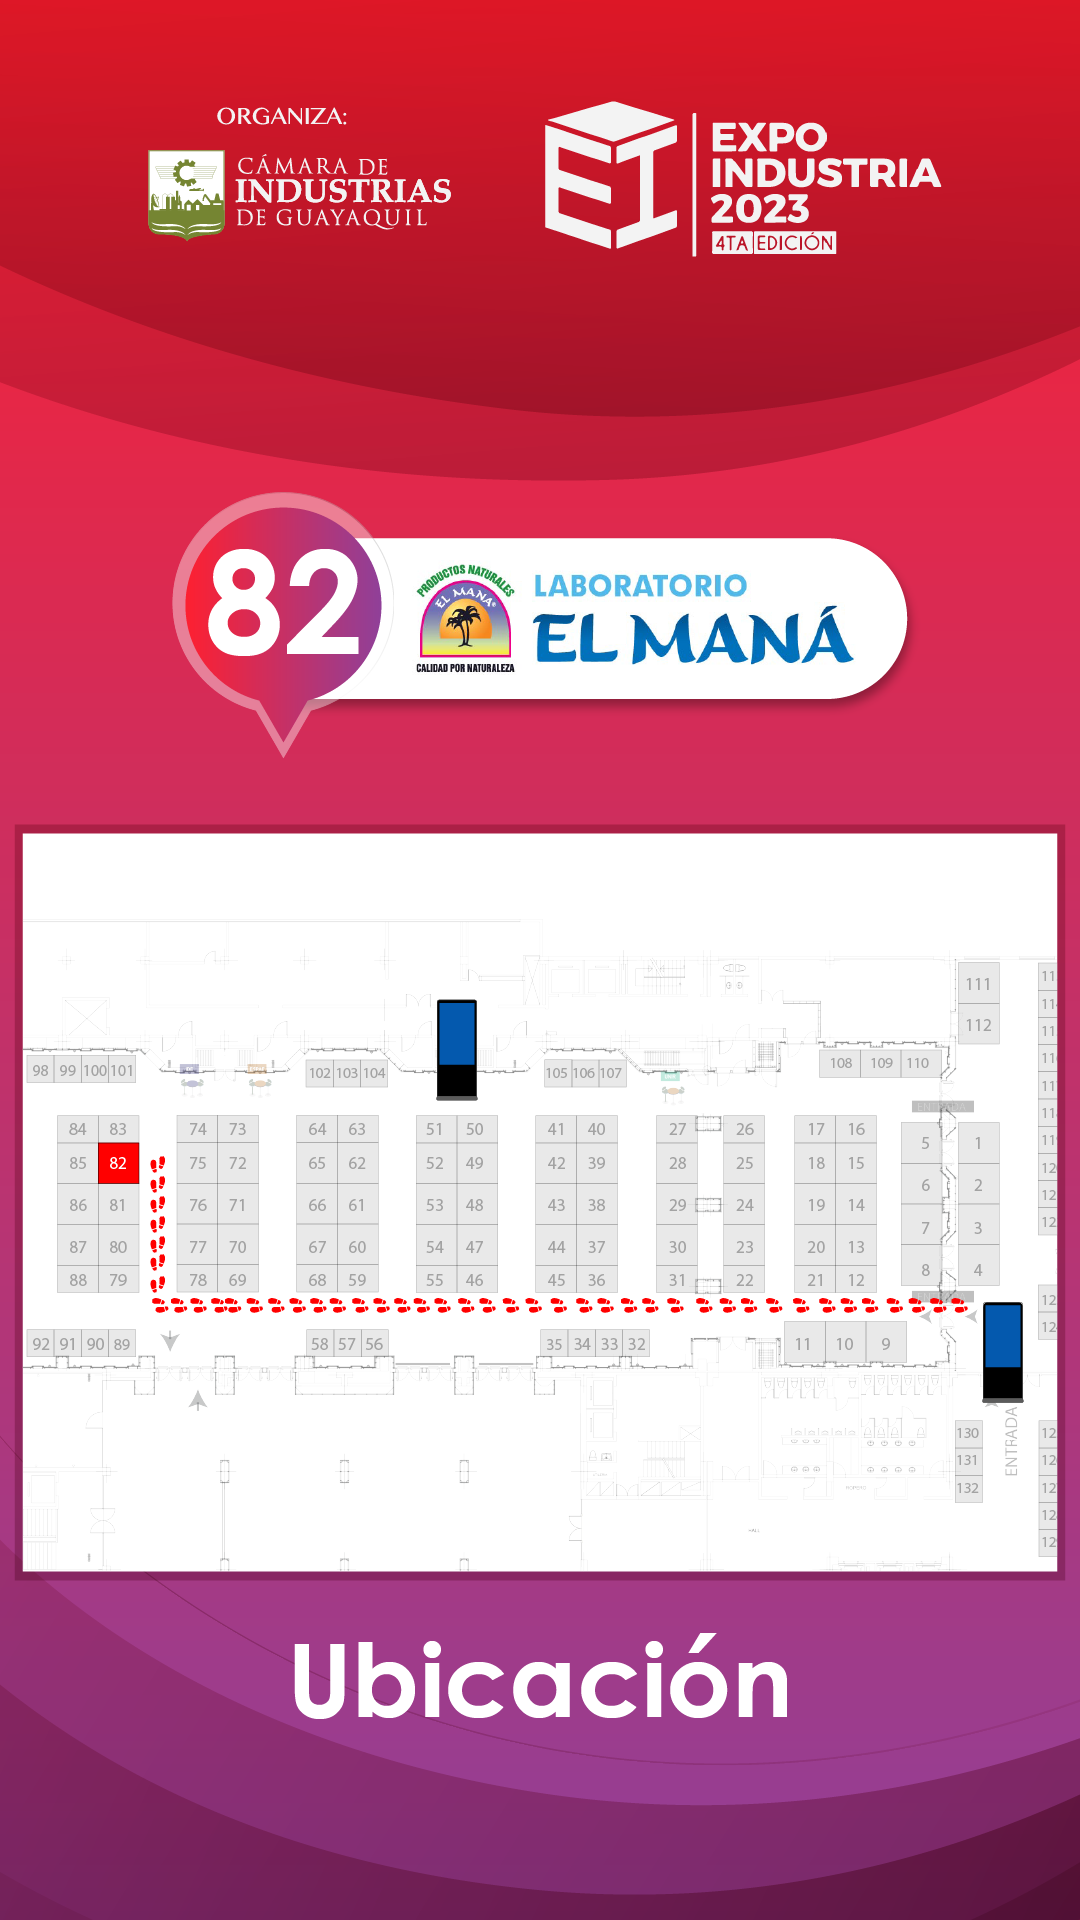 ORGANIZA:
CÁMARA DE
INDUSTRIAS
DE GUAYAQUIL
EXPO
INDUSTRIA
2023
4TA EDICIÓN
82
PRODUCTOS NATURALES
EL MANÁ®
CALIDAD POR NATURALEZA
LABORATORIO
EL MANÁ
111
112
98 99 100 101
102 103 104
105 106 107
108 109 110
ENTRADA
84 83 74 73 64 63 51 50 41 40 27 26 17 16
85 82 75 72 65 62 52 49 42 39 28 25 18 15 5 1
86 81 76 71 66 61 53 48 43 38 29 24 19 14 6 2
87 80 77 70 67 60 54 47 44 37 30 23 20 13 7 3
88 79 78 69 68 59 55 46 45 36 31 22 21 12 8 4
92 91 90 89
58 57 56
35 34 33 32
11 10 9
130
131
132
ENTRADA
Ubicación